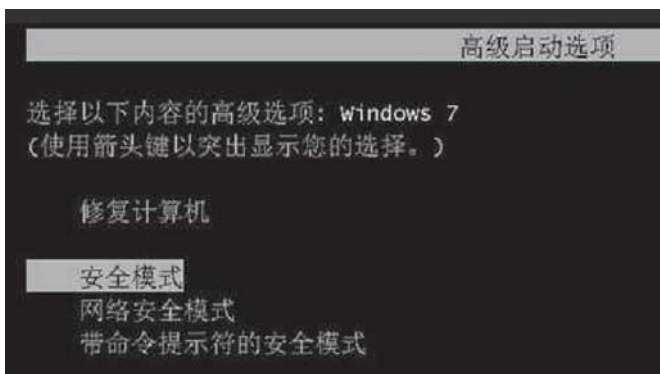 高级启动选项
选择以下内容的高级选项: Windows 7
(使用箭头键以突出显示您的选择。)
修复计算机
安全模式
网络安全模式
带命令提示符的安全模式